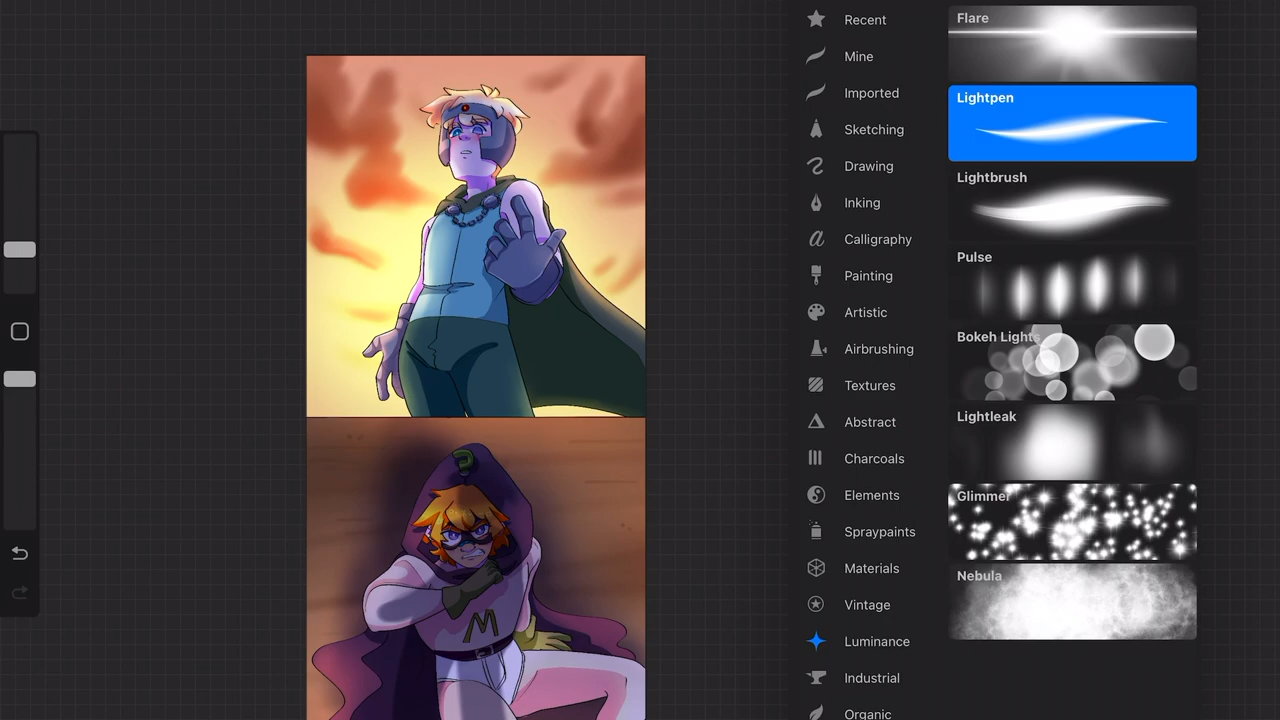 Recent
Mine
Imported
Sketching
Drawing
Inking
Calligraphy
Painting
Artistic
Airbrushing
Textures
Abstract
Charcoals
Elements
Spraypaints
Materials
Vintage
Luminance
Industrial
Organic
Flare
Lightpen
Lightbrush
Pulse
Bokeh Lights
Lightleak
Glimmer
Nebula
?
M